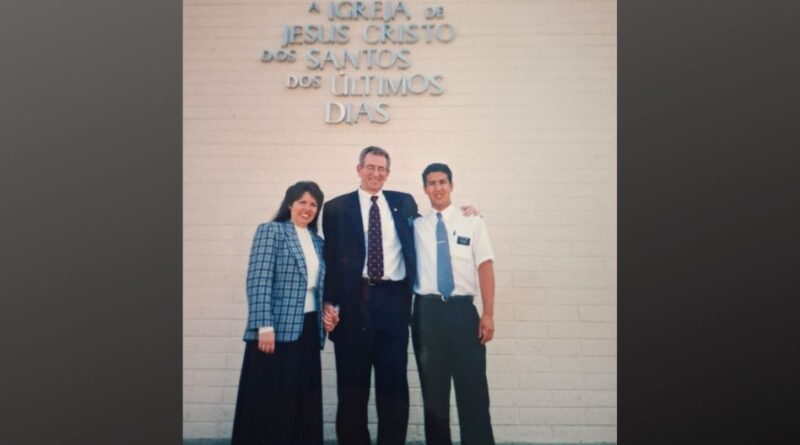 A IGREJA DE
JESUS CRISTO
DOS SANTOS
DOS ÚLTIMOS
DIAS